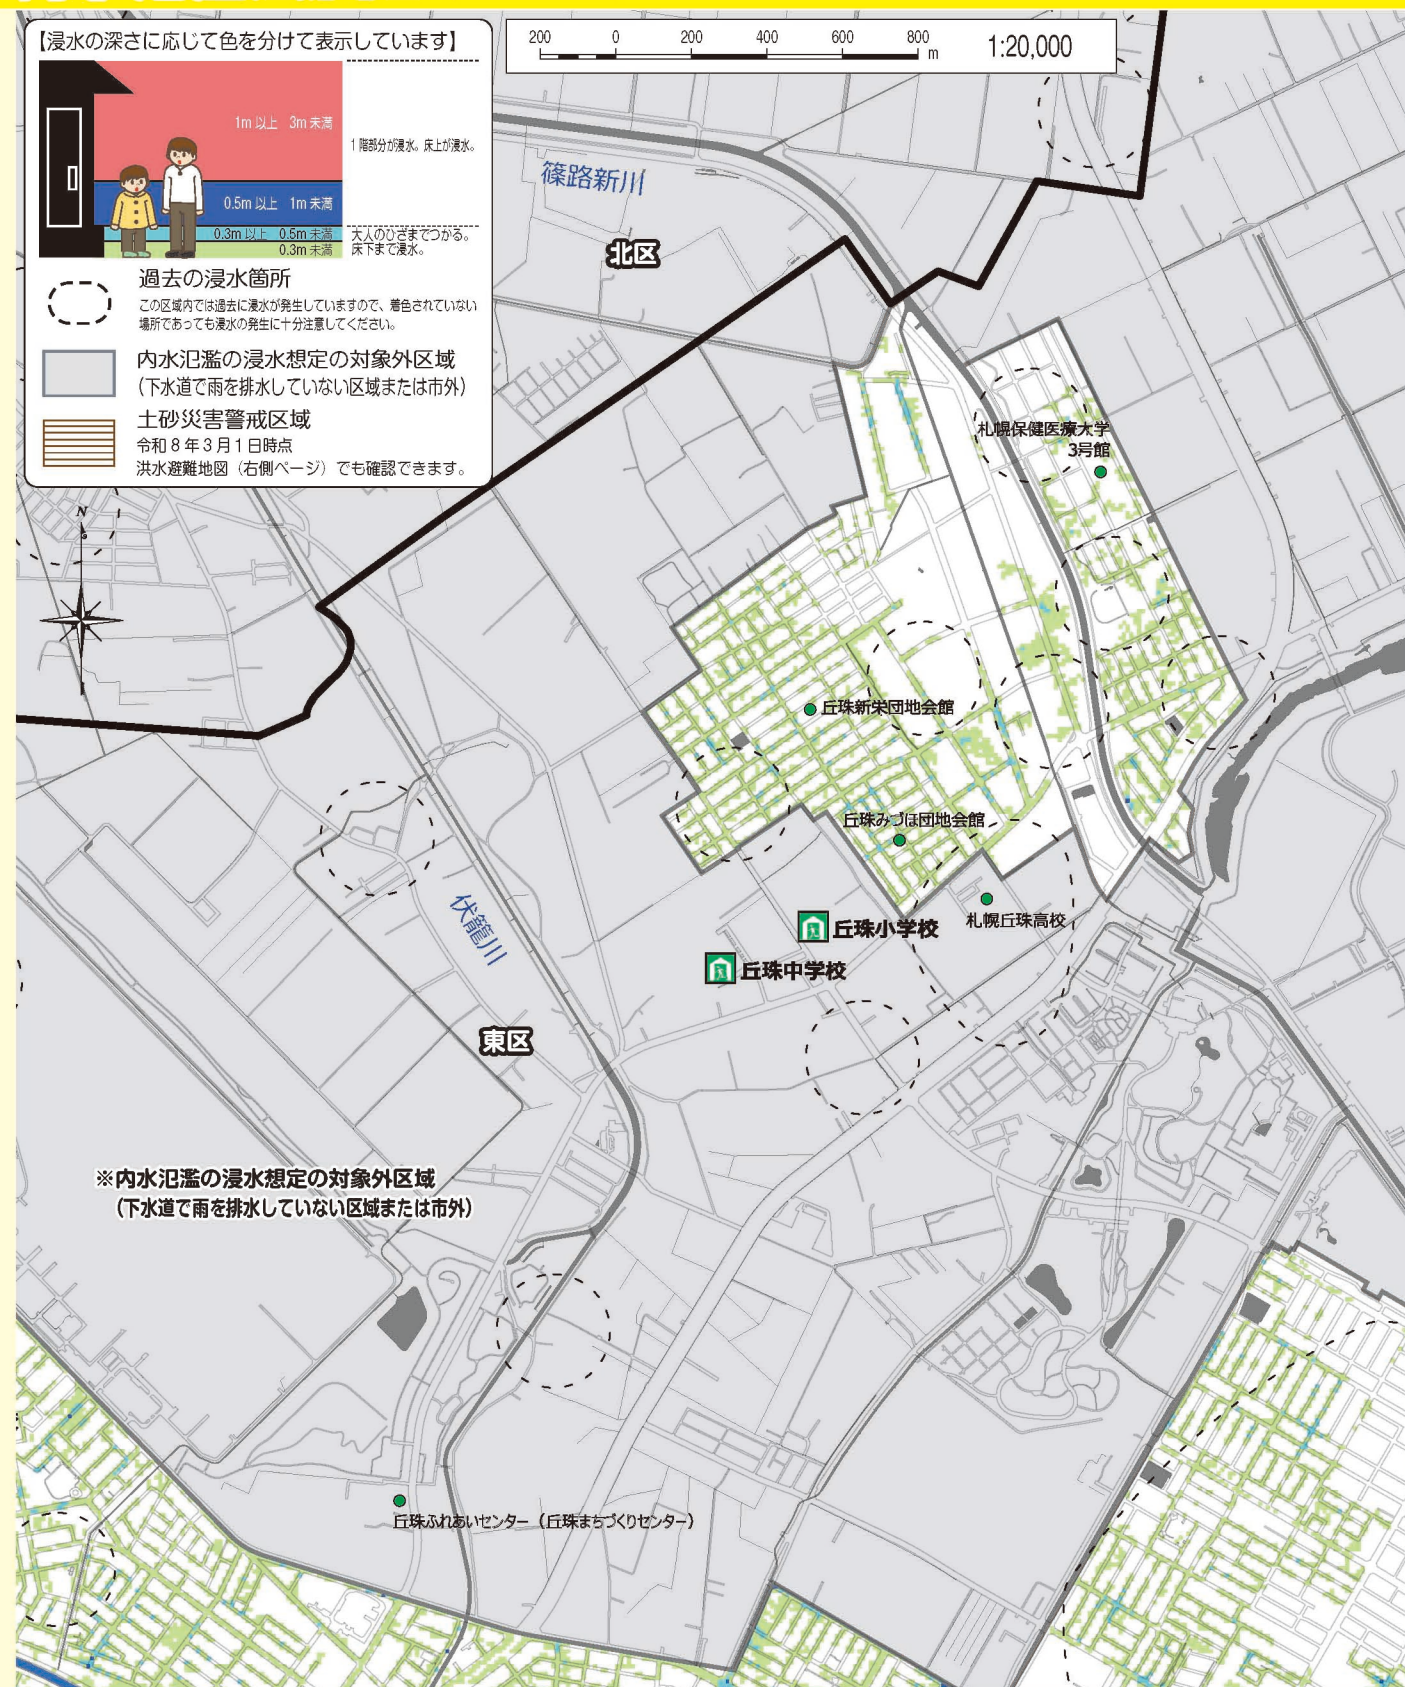 【浸水の深さに応じて色を分けて表示しています】
1m 以上　3m 未満
1 階部分が浸水。床上が浸水。
0.5m 以上　1m 未満
0.3m 以上　0.5m 未満
0.3m 未満
大人のひざまでつかる。
床下まで浸水。
過去の浸水箇所
この区域内では過去に浸水が発生していますので、着色されていない
場所であっても浸水の発生に十分注意してください。
内水氾濫の浸水想定の対象外区域
(下水道で雨を排水していない区域または市外)
土砂災害警戒区域
令和 8 年 3 月 1 日時点
洪水避難地図（右側ページ）でも確認できます。
200　0　200　400　600　800
m
1:20,000
篠路新川
北区
札幌保健医療大学
3号館
N
丘珠新栄団地会館
丘珠みづほ団地会館
伏籠川
札幌丘珠高校
丘珠小学校
丘珠中学校
東区
※内水氾濫の浸水想定の対象外区域
(下水道で雨を排水していない区域または市外)
丘珠ふれあいセンター（丘珠まちづくりセンター）